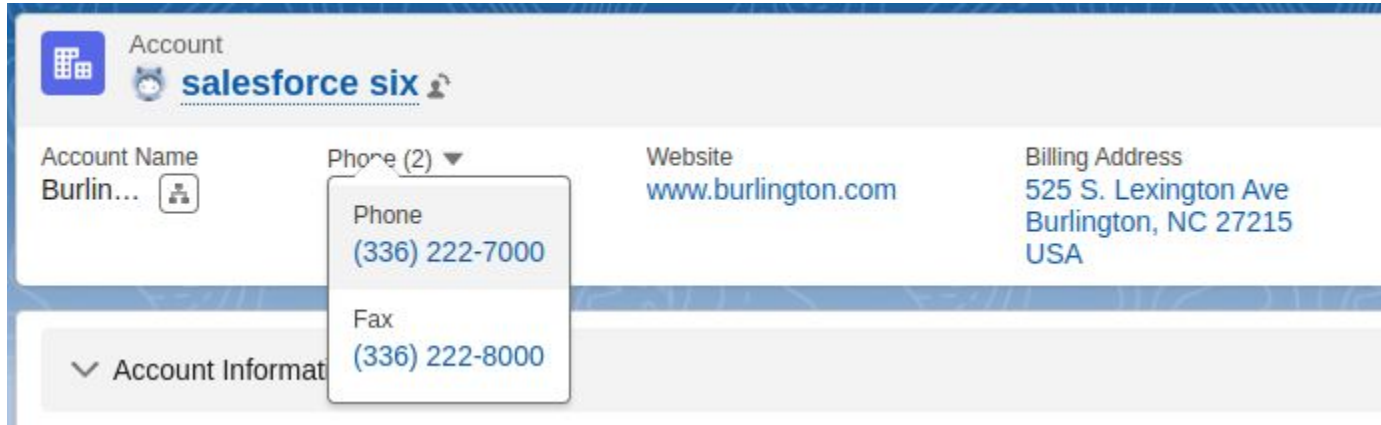 Account
salesforce six
Account Name
Burlin...
Phone (2)
Phone
(336) 222-7000
Fax
(336) 222-8000
Website
www.burlington.com
Billing Address
525 S. Lexington Ave
Burlington, NC 27215
USA
Account Informati